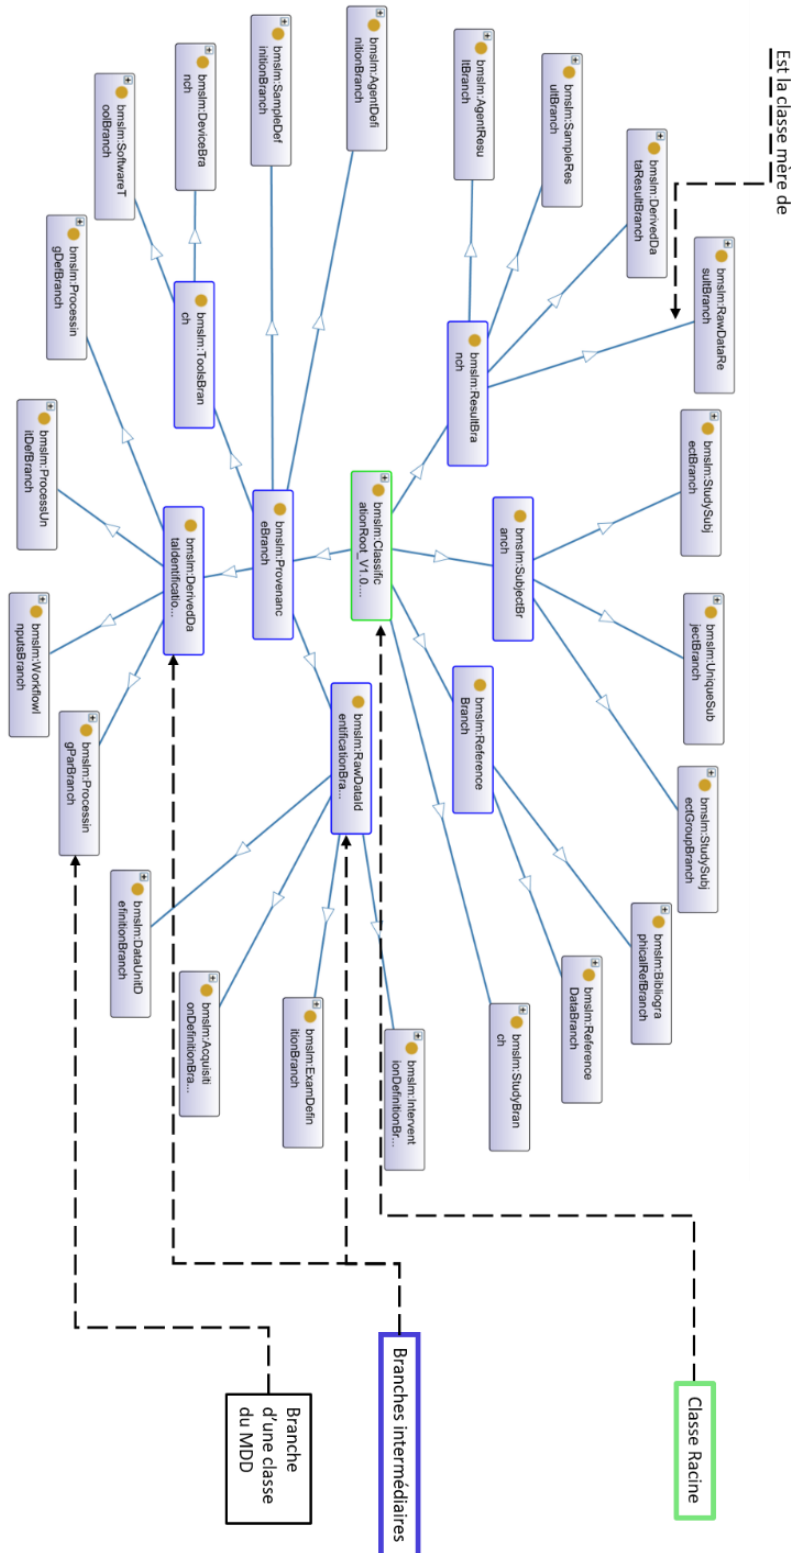 Est la classe mère de
bmslm:RawDataRe
sultBranch
bmslm:StudySubj
ectBranch
bmslm:UniqueSub
jectBranch
bmslm:StudySubj
ectGroupBranch
Classe Racine
bmslm:DerivedDa
taResultBranch
bmslm:Bibliogra
phicalRefBranch
bmslm:SampleRes
ultBranch
bmslm:Reference
DataBranch
bmslm:SubjectBr
anch
bmslm:StudyBran
ch
bmslm:AgentResu
ltBranch
bmslm:ResultBra
nch
bmslm:Reference
Branch
bmslm:Intervent
ionDefinitionBr...
Branches intermédiaires
bmslm:AgentDefi
nitionBranch
bmslm:Classific
ationRoot_V1.0....
bmslm:RawDataId
entificationBra...
bmslm:ExamDefin
itionBranch
bmslm:SampleDef
initionBranch
bmslm:Provenanc
eBranch
Branche
d'une classe
du MDD
bmslm:DeviceBra
nch
bmslm:ToolsBran
ch
bmslm:DerivedDa
taIdentificatio...
bmslm:Acquisiti
onDefinitionBra...
bmslm:SoftwareT
oolBranch
bmslm:DataUnitD
efinitionBranch
bmslm:Processin
gDefBranch
bmslm:Processin
gParBranch
bmslm:ProcessUn
itDefBranch
bmslm:WorkflowI
nputsBranch